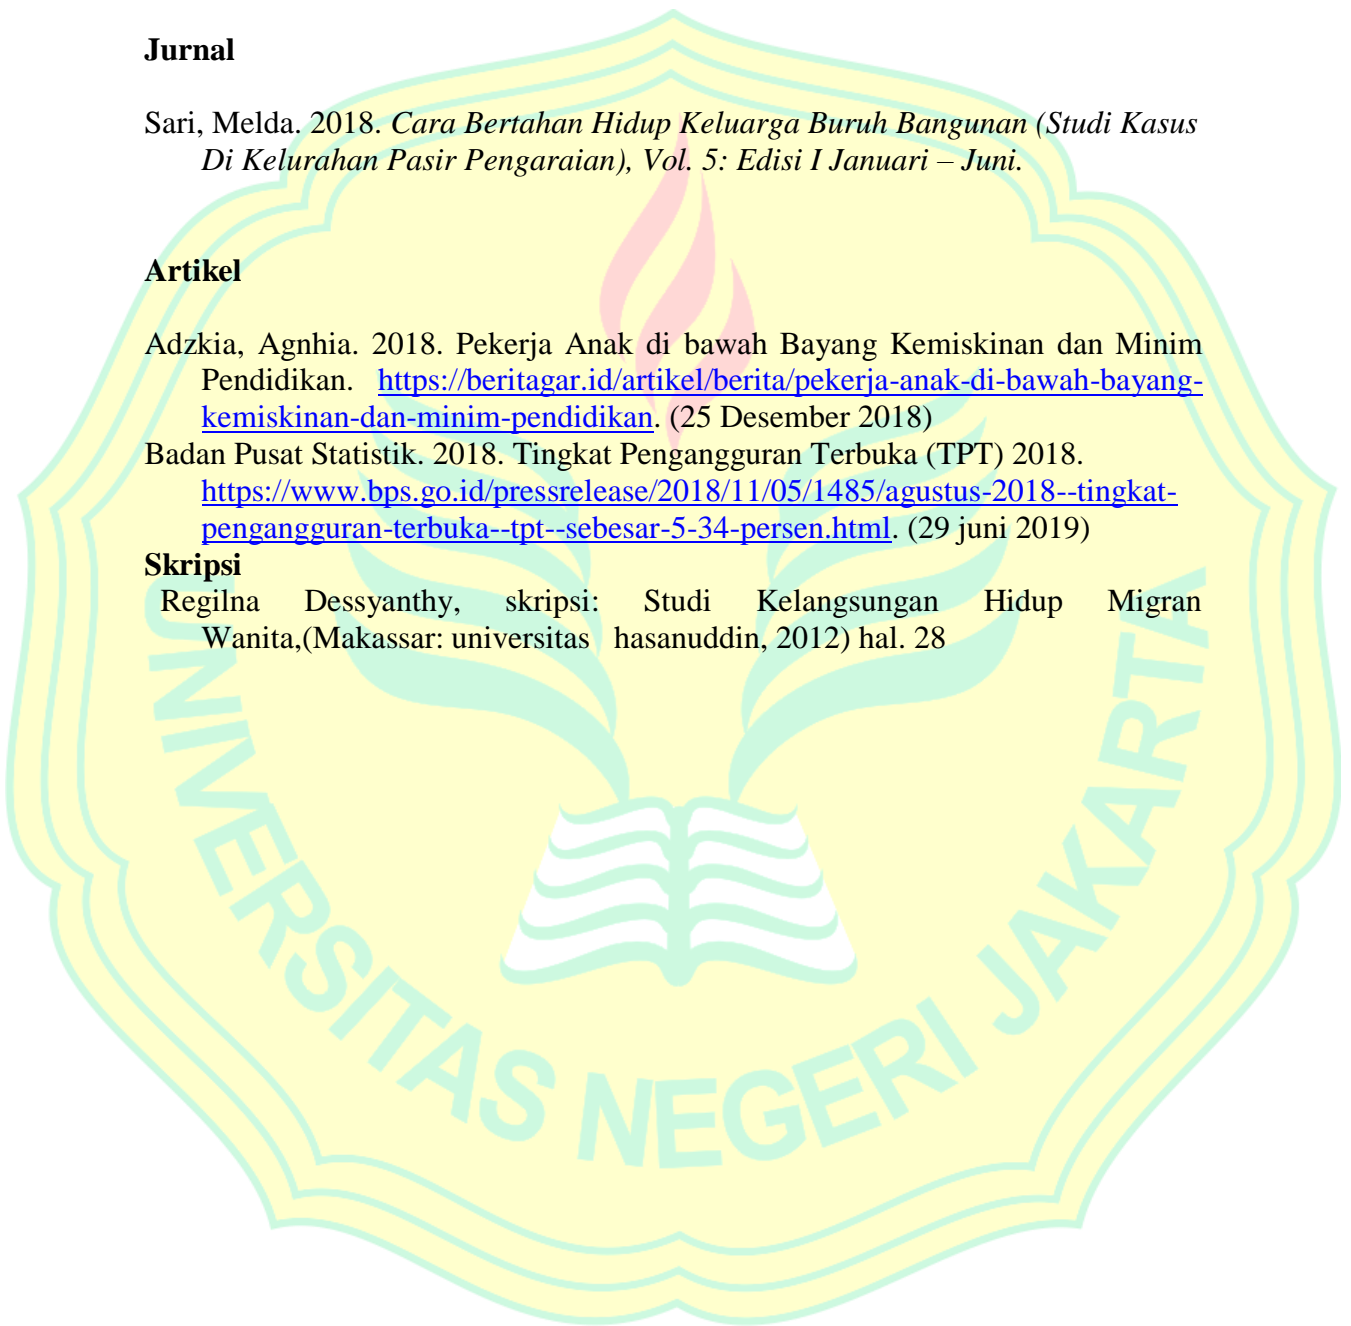 Jurnal
Sari, Melda. 2018. Cara Bertahan Hidup Keluarga Buruh Bangunan (Studi Kasus
Di Kelurahan Pasir Pengaraian), Vol. 5: Edisi I Januari – Juni.
Artikel
Adzkia, Agnhia. 2018. Pekerja Anak di bawah Bayang Kemiskinan dan Minim
Pendidikan. https://beritagar.id/artikel/berita/pekerja-anak-di-bawah-bayang-
kemiskinan-dan-minim-pendidikan. (25 Desember 2018)
Badan Pusat Statistik. 2018. Tingkat Pengangguran Terbuka (TPT) 2018.
https://www.bps.go.id/pressrelease/2018/11/05/1485/agustus-2018--tingkat-
pengangguran-terbuka--tpt--sebesar-5-34-persen.html. (29 juni 2019)
Skripsi
Regilna Dessyanthy, skripsi: Studi Kelangsungan Hidup Migran
Wanita,(Makassar: universitas hasanuddin, 2012) hal. 28
UNIVERSITAS NEGERI JAKARTA